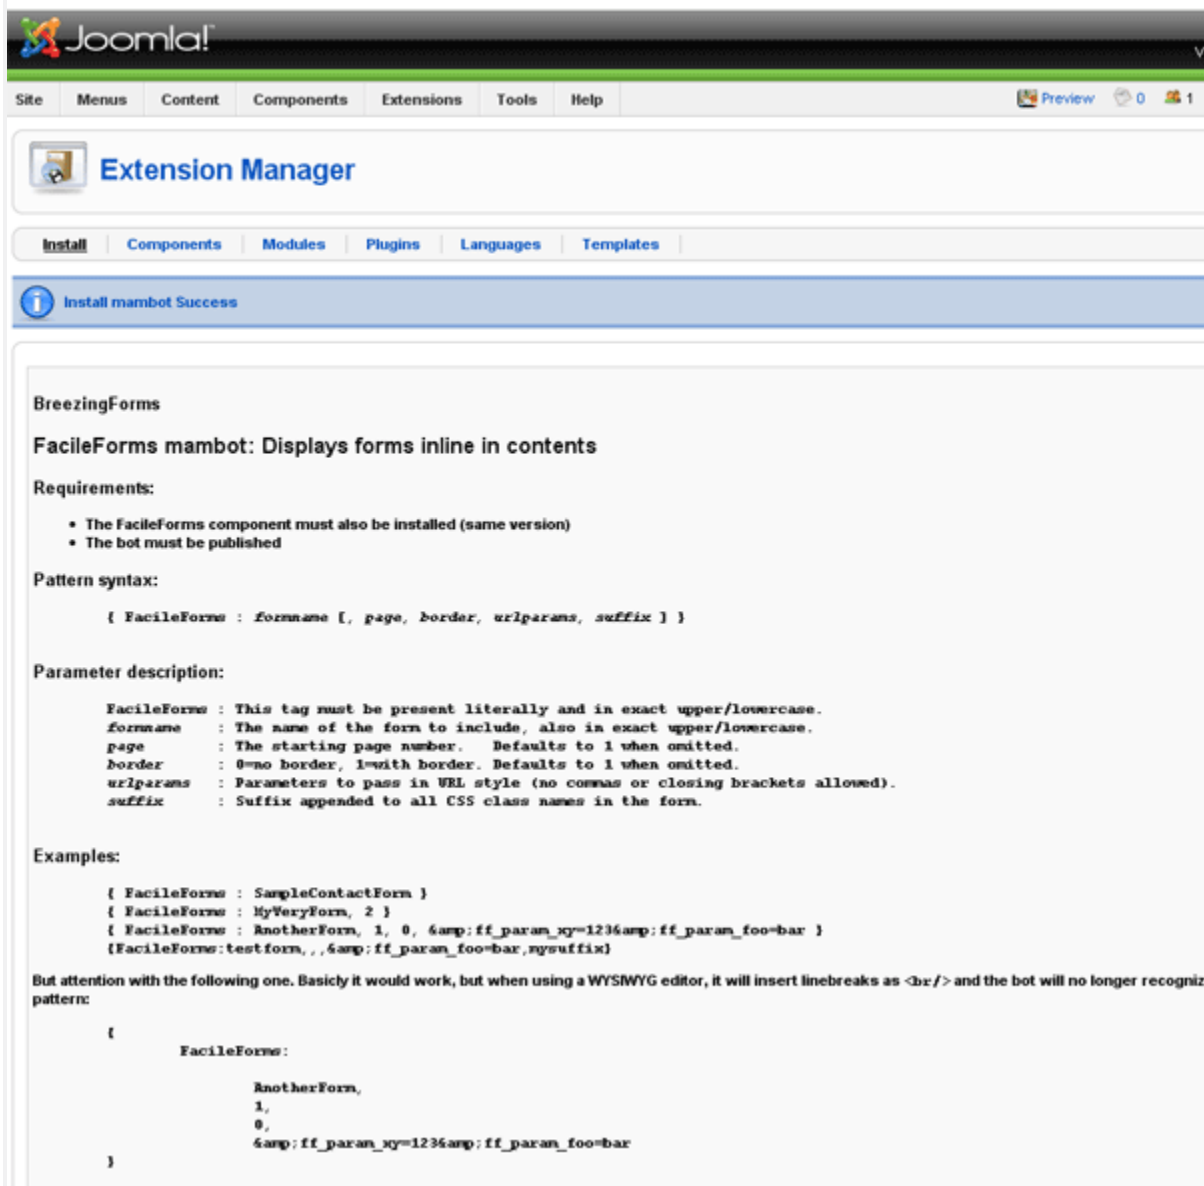 Joomla!
Site Menus Content Components Extensions Tools Help Preview 0 1
Extension Manager
Install Components Modules Plugins Languages Templates
Install mambot Success
BreezingForms
FacileForms mambot: Displays forms inline in contents
Requirements:
• The FacileForms component must also be installed (same version)
• The bot must be published
Pattern syntax:
{ FacileForms : formname [, page, border, urlparams, suffix ] }
Parameter description:
FacileForms : This tag must be present literally and in exact upper/lowercase.
formname : The name of the form to include, also in exact upper/lowercase.
page : The starting page number. Defaults to 1 when omitted.
border : 0=no border, 1=with border. Defaults to 1 when omitted.
urlparams : Parameters to pass in URL style (no commas or closing brackets allowed).
suffix : Suffix appended to all CSS class names in the form.
Examples:
{ FacileForms : SampleContactForm }
{ FacileForms : MyVeryForm, 2 }
{ FacileForms : AnotherForm, 1, 0, &amp;ff_param_xy=123&amp;ff_param_foo=bar }
{FacileForms:testform,,,&amp;ff_param_foo=bar,mysuffix}
But attention with the following one. Basicly it would work, but when using a WYSIWYG editor, it will insert linebreaks as <br/> and the bot will no longer recogniz
pattern:
{
FacileForms:
AnotherForm,
1,
0,
&amp;ff_param_xy=123&amp;ff_param_foo=bar
}